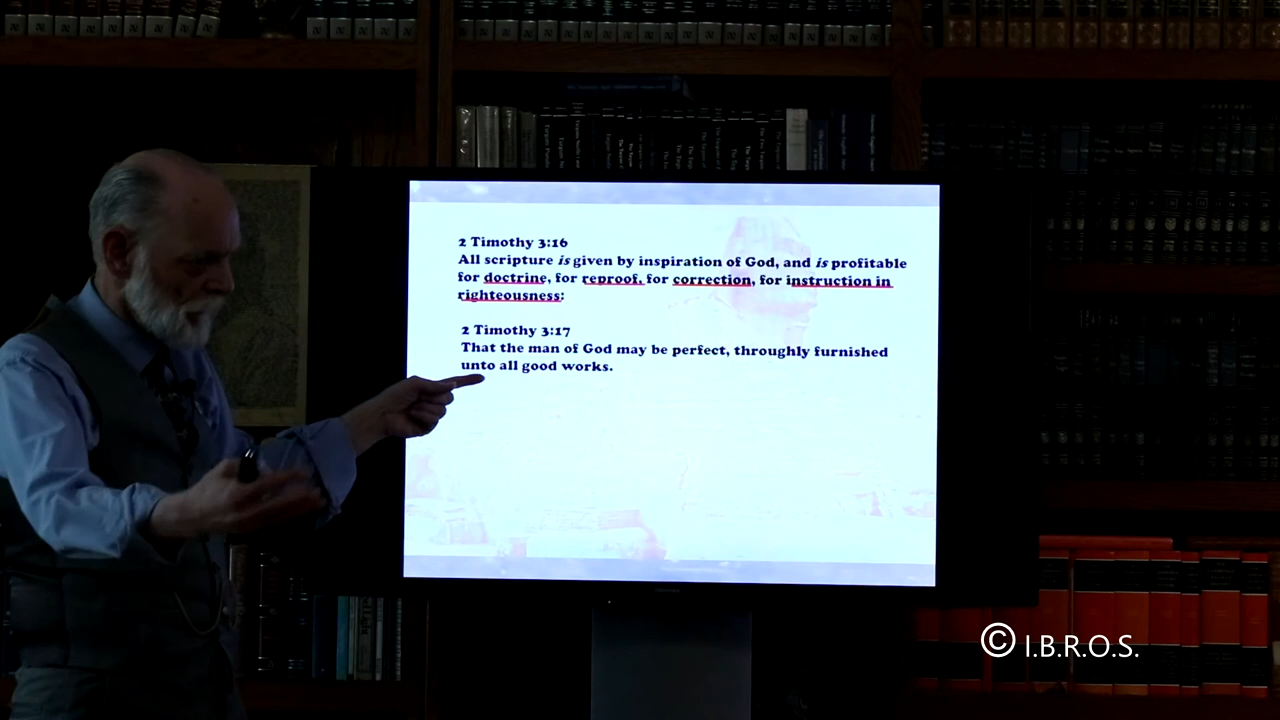 2 Timothy 3:16
All scripture is given by inspiration of God, and is profitable
for doctrine, for reproof, for correction, for instruction in
righteousness:
2 Timothy 3:17
That the man of God may be perfect, throughly furnished
unto all good works.
© I.B.R.O.S.